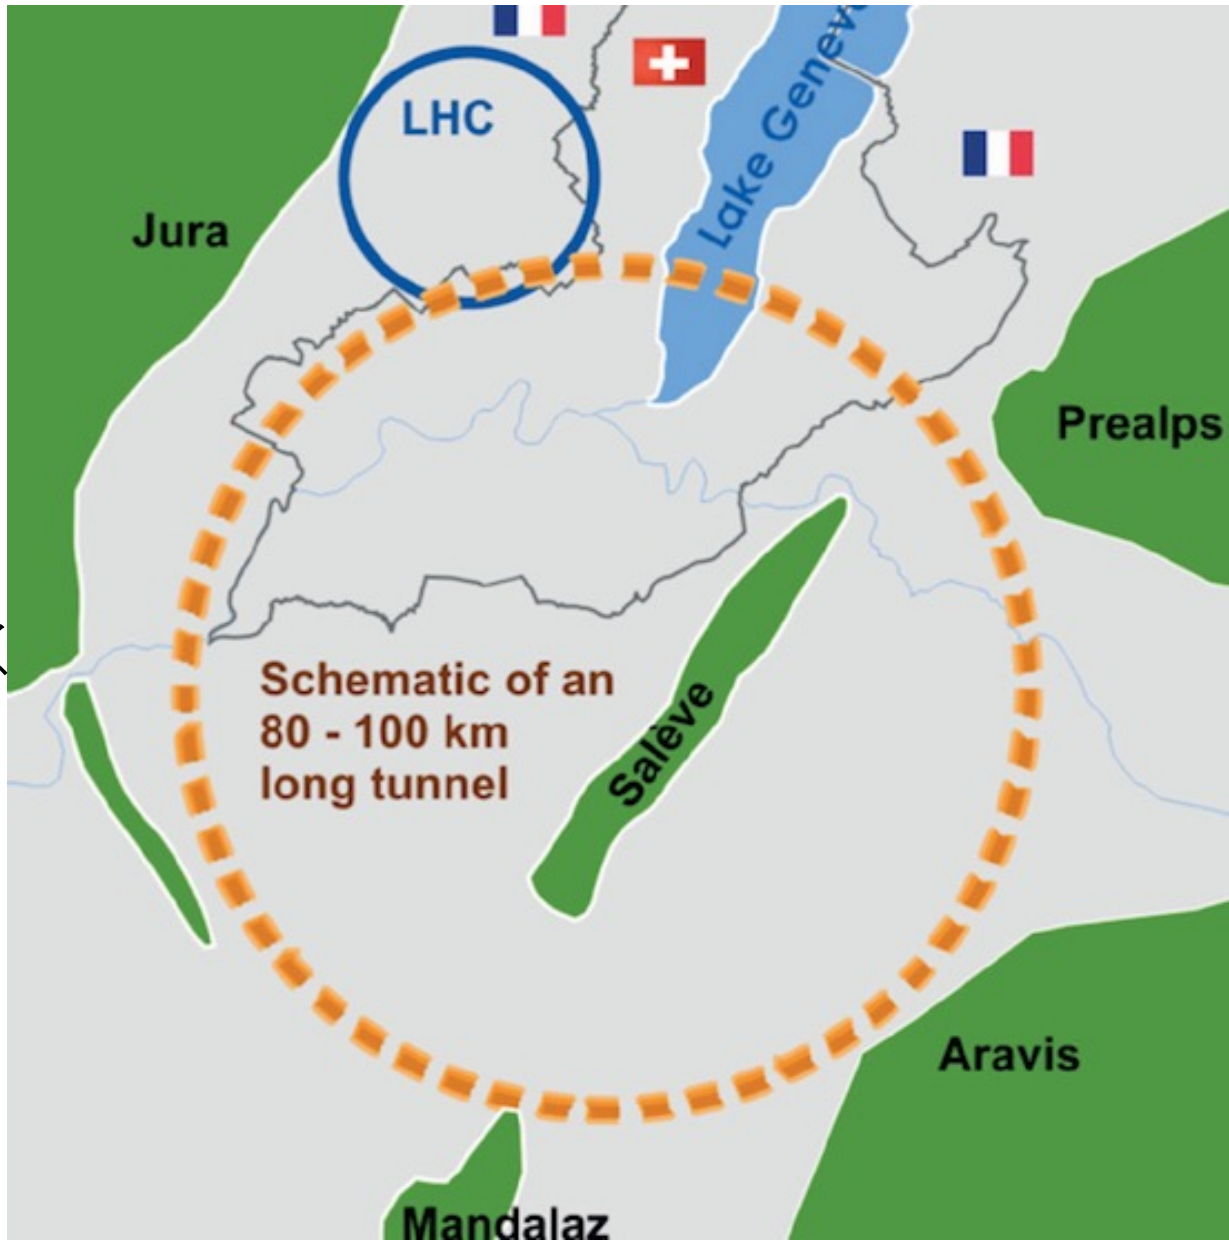 LHC
Lake Geneva
Jura
Prealps
Schematic of an
80 - 100 km
long tunnel
Salève
Aravis
Mandalaz